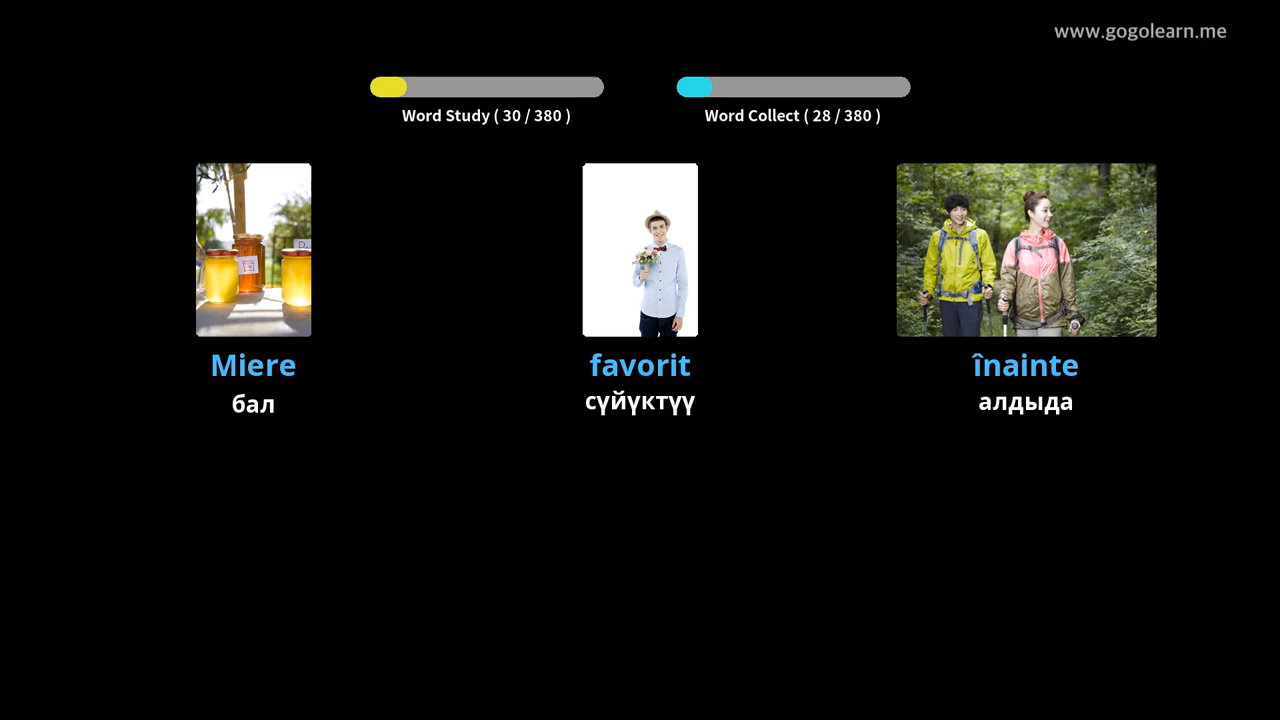 www.gogolearn.me
Word Study ( 30 / 380 )
Word Collect ( 28 / 380 )
Miere
favorit
înainte
бал
сүйүктүү
алдыда